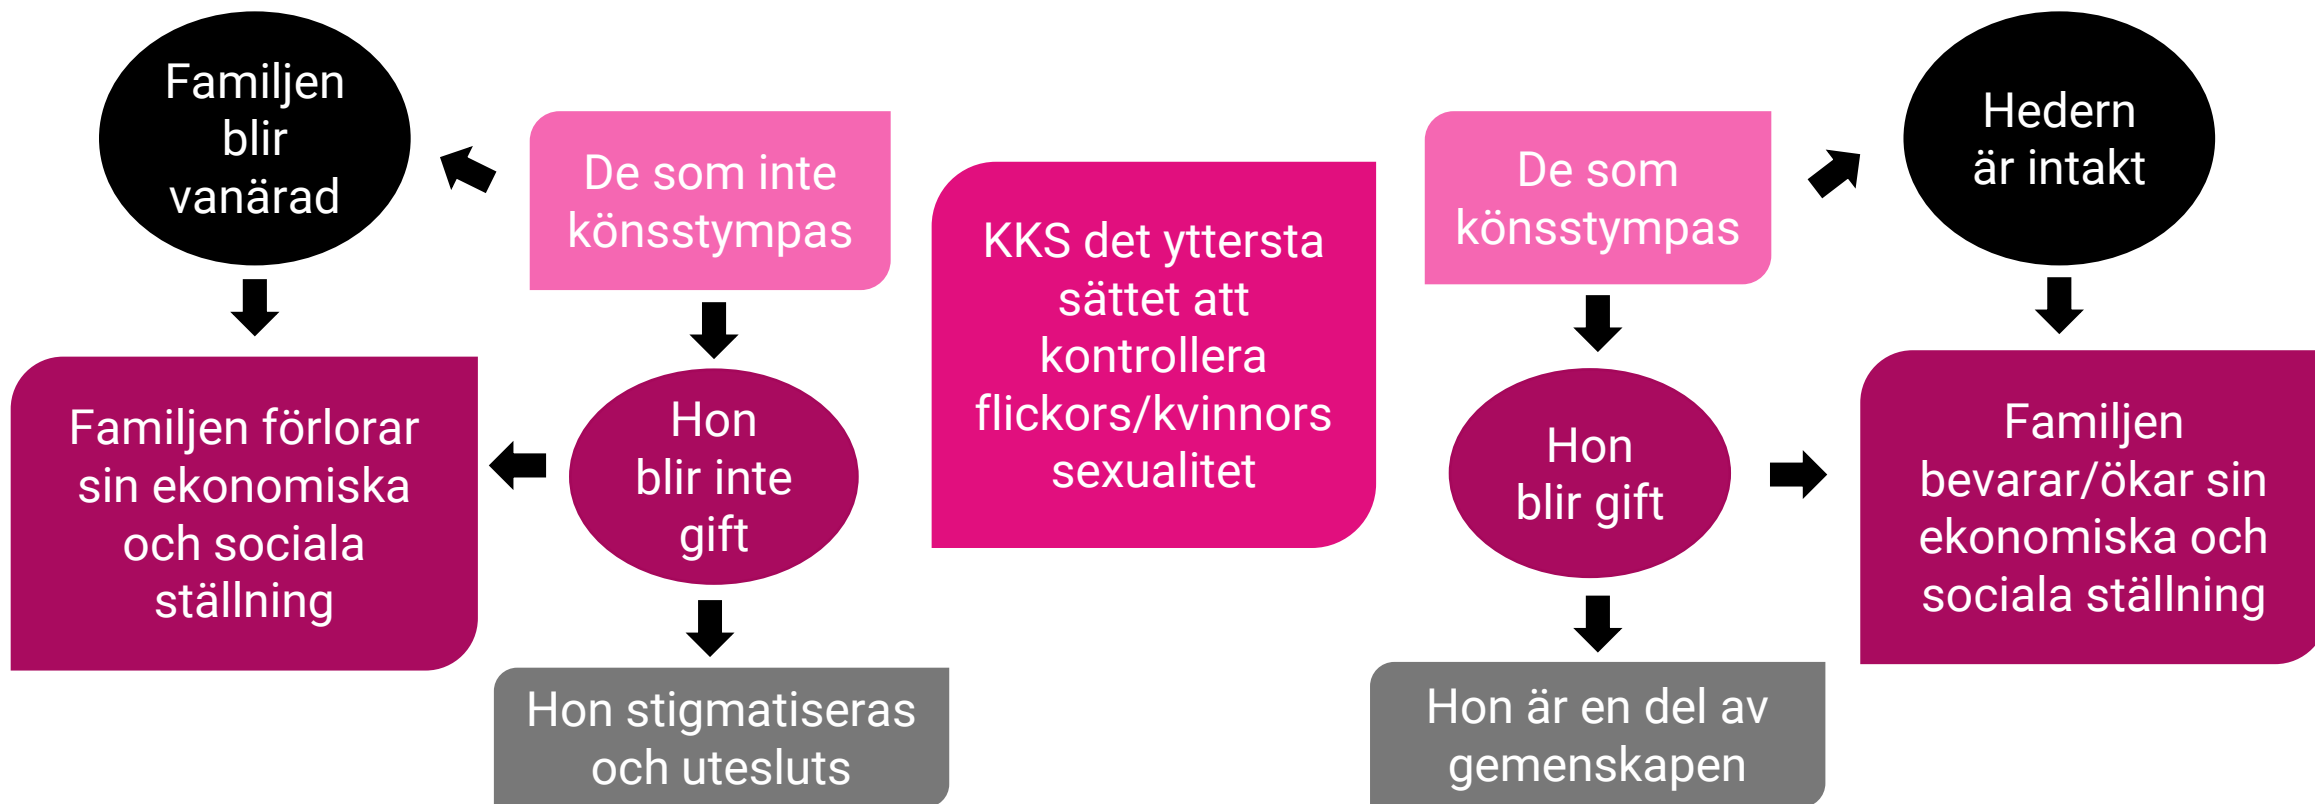 Familjen
blir
vanärad
De som inte
könsstympas
Familjen förlorar
sin ekonomiska
och sociala
ställning
Hon
blir inte
gift
Hon stigmatiseras
och utesluts
KKS det yttersta
sättet att
kontrollera
flickors/kvinnors
sexualitet
De som
könsstympas
Hedern
är intakt
Hon
blir gift
Familjen
bevarar/ökar sin
ekonomiska och
sociala ställning
Hon är en del av
gemenskapen